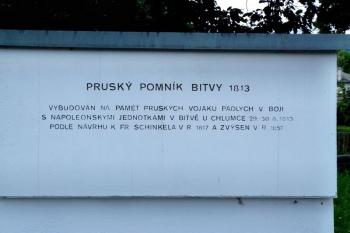 PRUSKÝ POMNÍK BITVY 1813
VYBUDOVÁN NA PAMĚŤ PRUSKÝCH VOJÁKU PADLÝCH V BOJI
S NAPOLEONSKÝMI JEDNOTKAMI V BITVĚ U CHLUMCE 29.-30.8.1813
PODLE NÁVRHU K. FR. SCHINKELA V R. 1817 A ZVÝŠEN V R. 1857